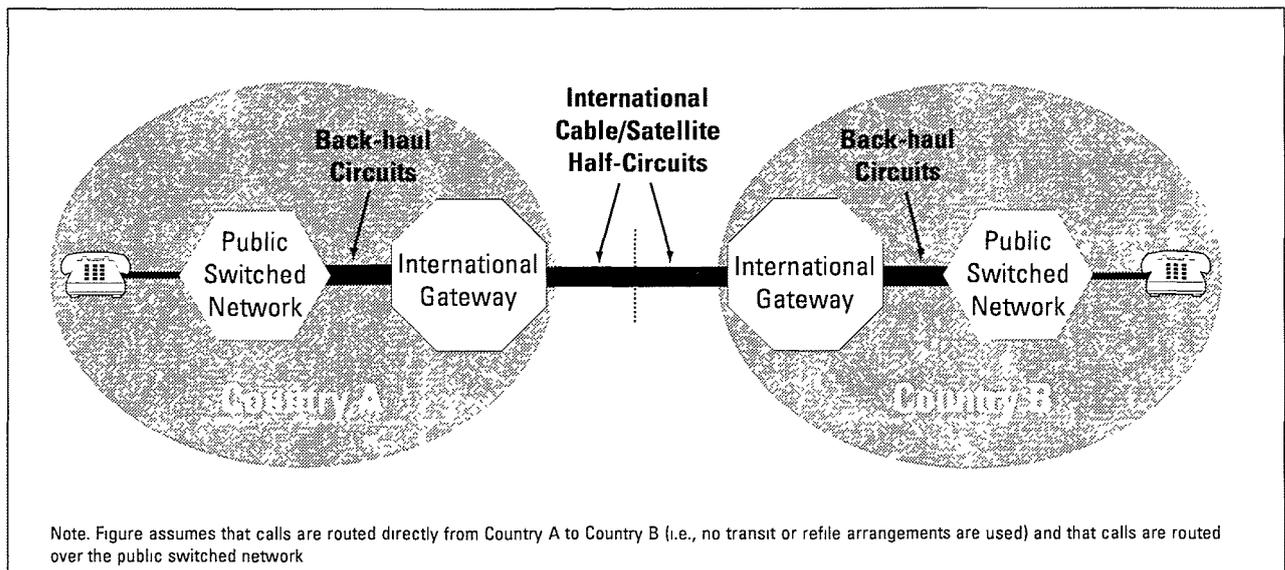 International
Cable/Satellite
Half-Circuits
Back-haul
Circuits
Back-haul
Circuits
Public
Switched
Network
International
Gateway
International
Gateway
Public
Switched
Network
Country A
Country B
Note. Figure assumes that calls are routed directly from Country A to Country B (i.e., no transit or refile arrangements are used) and that calls are routed
over the public switched network